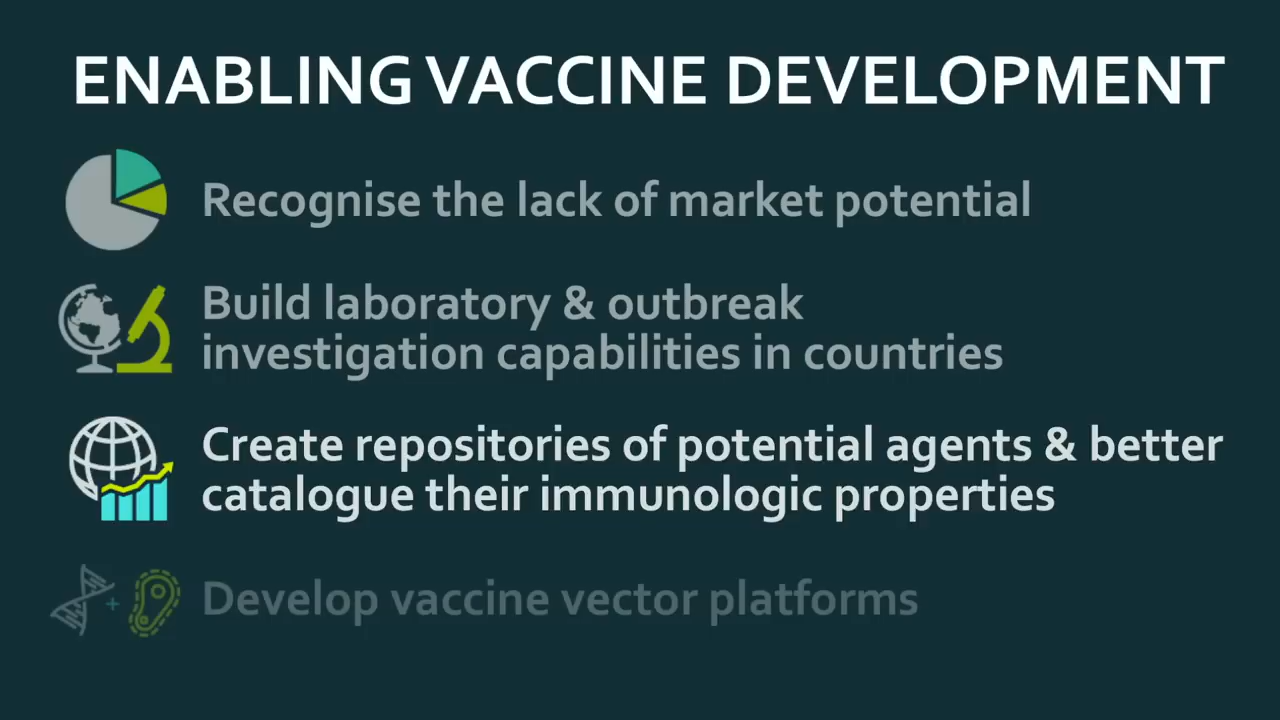 ENABLING VACCINE DEVELOPMENT
Recognise the lack of market potential
Build laboratory & outbreak
investigation capabilities in countries
Create repositories of potential agents & better
catalogue their immunologic properties
Develop vaccine vector platforms